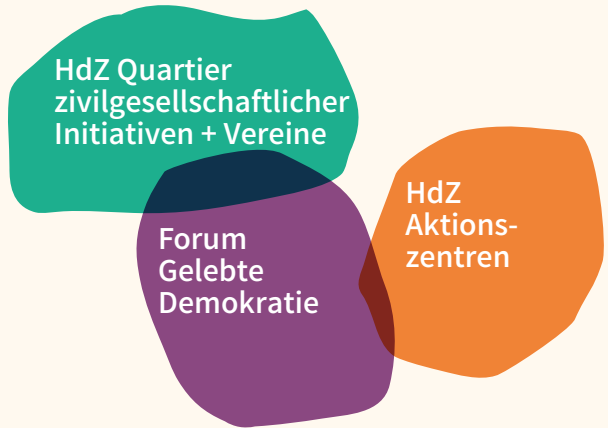 HdZ Quartier
zivilgesellschaftlicher
Initiativen + Vereine
HdZ
Aktions-
zentren
Forum
Gelebte
Demokratie